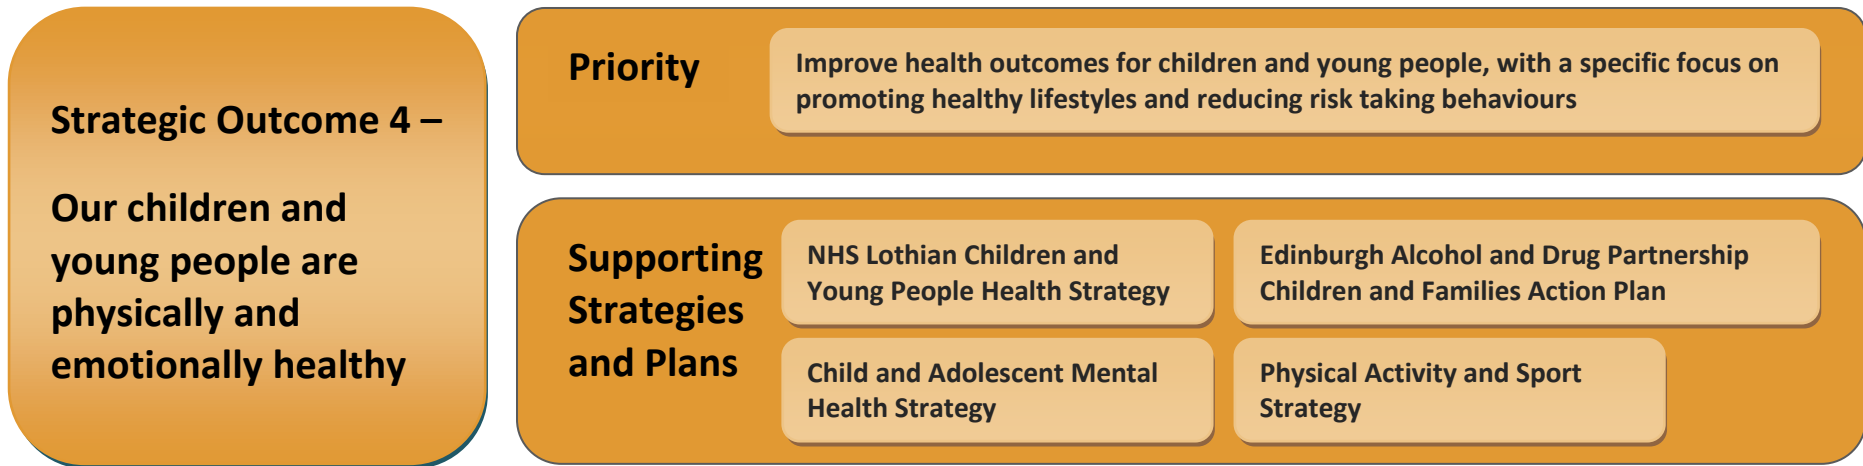 Strategic Outcome 4 –
Our children and
young people are
physically and
emotionally healthy
Priority
Improve health outcomes for children and young people, with a specific focus on
promoting healthy lifestyles and reducing risk taking behaviours
Supporting
Strategies
and Plans
NHS Lothian Children and
Young People Health Strategy
Edinburgh Alcohol and Drug Partnership
Children and Families Action Plan
Child and Adolescent Mental
Health Strategy
Physical Activity and Sport
Strategy